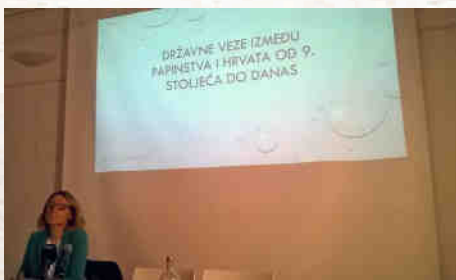 DRŽAVNE VEZE IZMEĐU
PAPINSTVA I HRVATA OD 9.
STOLJEĆA DO DANAS